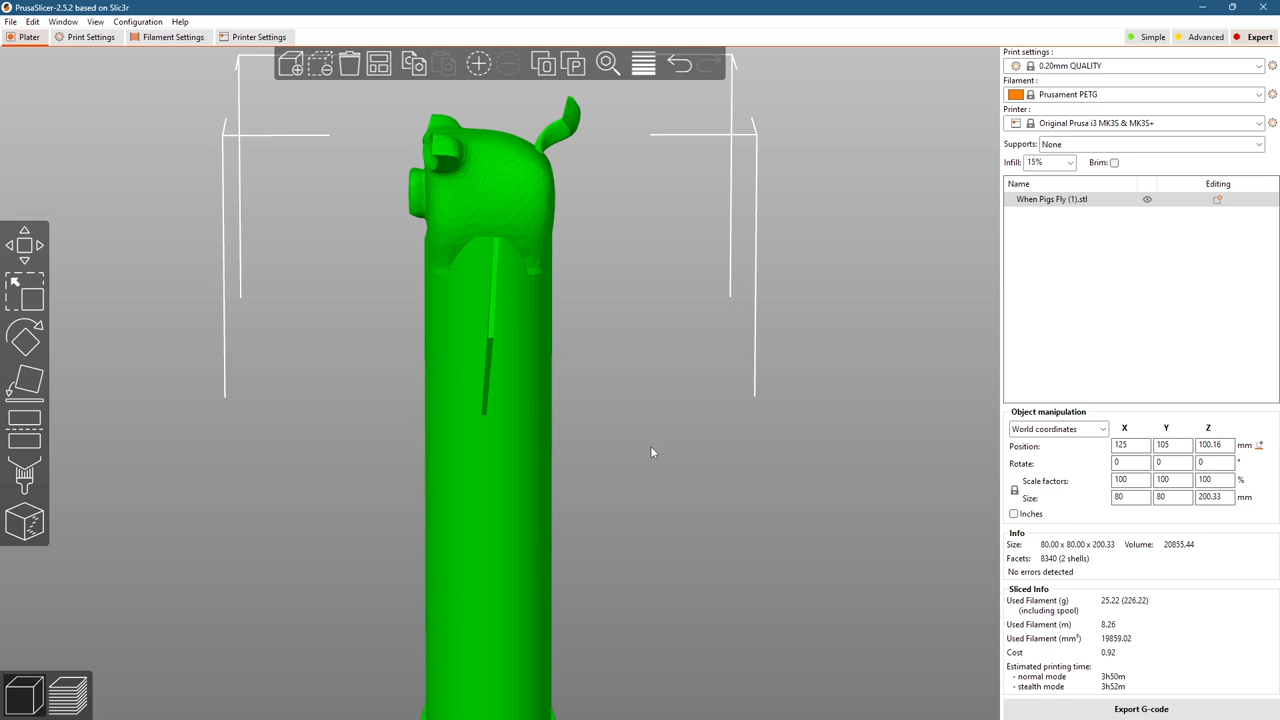 PrusaSlicer-2.5.2 based on Slic3r
File Edit Window View Configuration Help
Plater Print Settings Filament Settings Printer Settings Simple Advanced Expert
Print settings :
0.20mm QUALITY
Filament :
Prusament PETG
Printer :
Original Prusa i3 MK3S & MK3S+
Supports: None
Infill: 15% Brim:
Name Editing
When Pigs Fly (1).stl
Object manipulation
World coordinates X Y Z
Position: 125 105 100.16 mm
Rotate: 0 0 0 °
Scale factors: 100 100 100 %
Size: 80 80 200.33 mm
Inches
Info
Size: 80.00 x 80.00 x 200.33 Volume: 20855.44
Facets: 8340 (2 shells)
No errors detected
Sliced Info
Used Filament (g) 25.22 (226.22)
(including spool)
Used Filament (m) 8.26
Used Filament (mm³) 19859.02
Cost 0.92
Estimated printing time:
- normal mode 3h50m
- stealth mode 3h52m
Export G-code